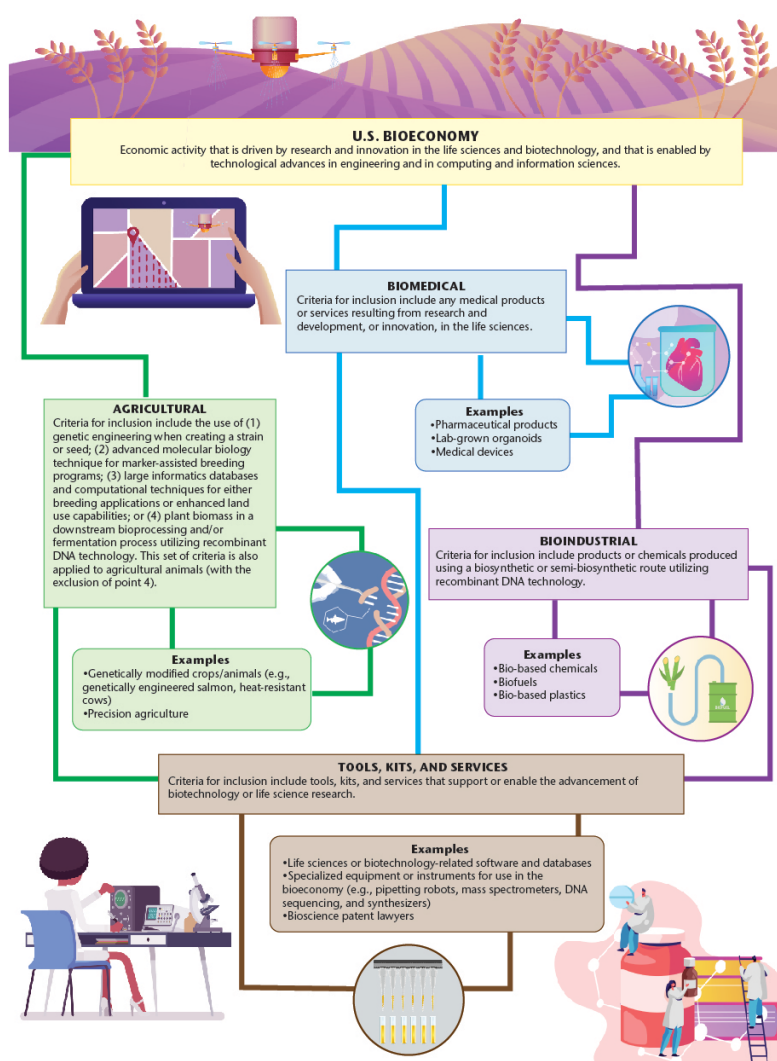 U.S. BIOECONOMY
Economic activity that is driven by research and innovation in the life sciences and biotechnology, and that is enabled by
technological advances in engineering and in computing and information sciences.
BIOMEDICAL
Criteria for inclusion include any medical products
or services resulting from research and
development, or innovation, in the life sciences.
Examples
•Pharmaceutical products
•Lab-grown organoids
•Medical devices
AGRICULTURAL
Criteria for inclusion include the use of (1)
genetic engineering when creating a strain
or seed; (2) advanced molecular biology
technique for marker-assisted breeding
programs; (3) large informatics databases
and computational techniques for either
breeding applications or enhanced land
use capabilities; or (4) plant biomass in a
downstream bioprocessing and/or
fermentation process utilizing recombinant
DNA technology. This set of criteria is also
applied to agricultural animals (with the
exclusion of point 4).
Examples
•Genetically modified crops/animals (e.g.,
genetically engineered salmon, heat-resistant
cows)
•Precision agriculture
BIOINDUSTRIAL
Criteria for inclusion include products or chemicals produced
using a biosynthetic or semi-biosynthetic route utilizing
recombinant DNA technology.
Examples
•Bio-based chemicals
•Biofuels
•Bio-based plastics
TOOLS, KITS, AND SERVICES
Criteria for inclusion include tools, kits, and services that support or enable the advancement of
biotechnology or life science research.
Examples
•Life sciences or biotechnology-related software and databases
•Specialized equipment or instruments for use in the
bioeconomy (e.g., pipetting robots, mass spectrometers, DNA
sequencing, and synthesizers)
•Bioscience patent lawyers